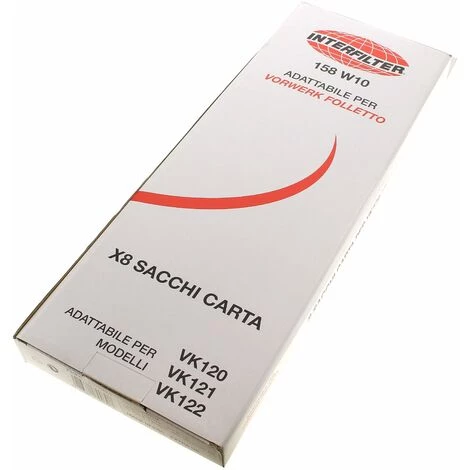 INTERFILTER
158 W10
ADATTABILE PER
VORWERK FOLLETTO
X8 SACCHI CARTA
ADATTABILE PER
MODELLI
VK120
VK121
VK122